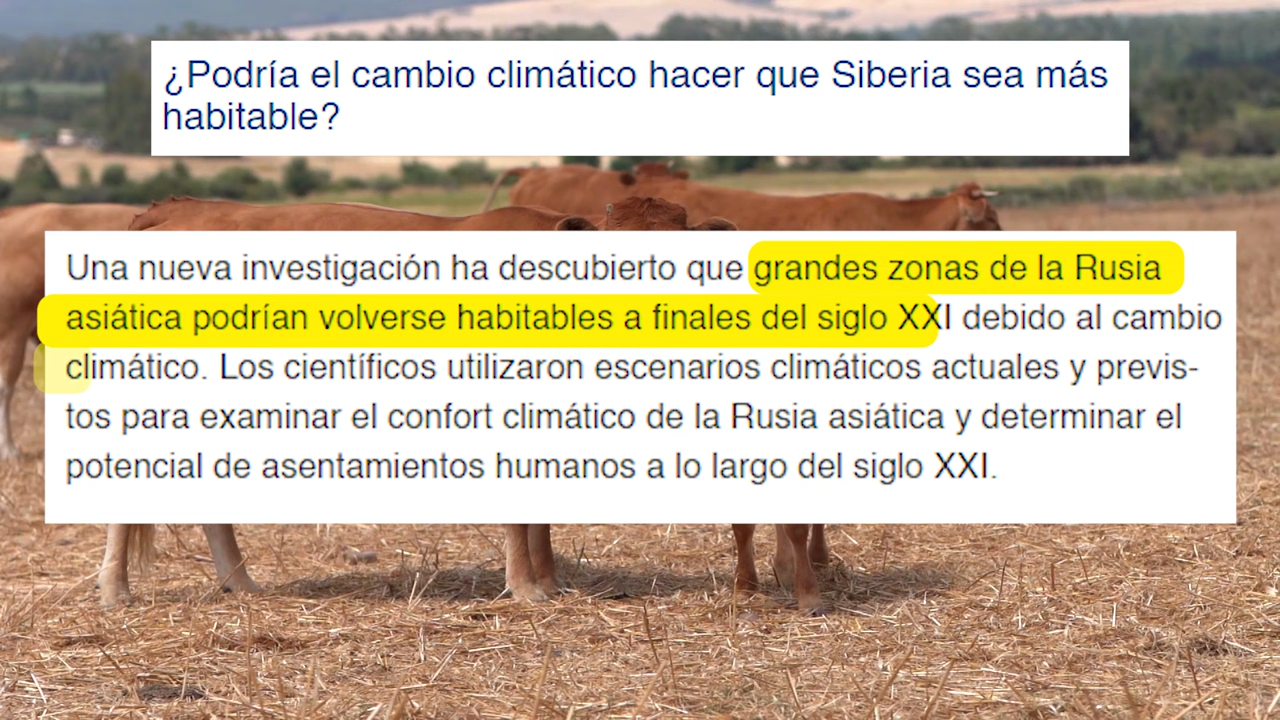 ¿Podría el cambio climático hacer que Siberia sea más
habitable?
Una nueva investigación ha descubierto que grandes zonas de la Rusia
asiática podrían volverse habitables a finales del siglo XXI debido al cambio
climático. Los científicos utilizaron escenarios climáticos actuales y previs-
tos para examinar el confort climático de la Rusia asiática y determinar el
potencial de asentamientos humanos a lo largo del siglo XXI.